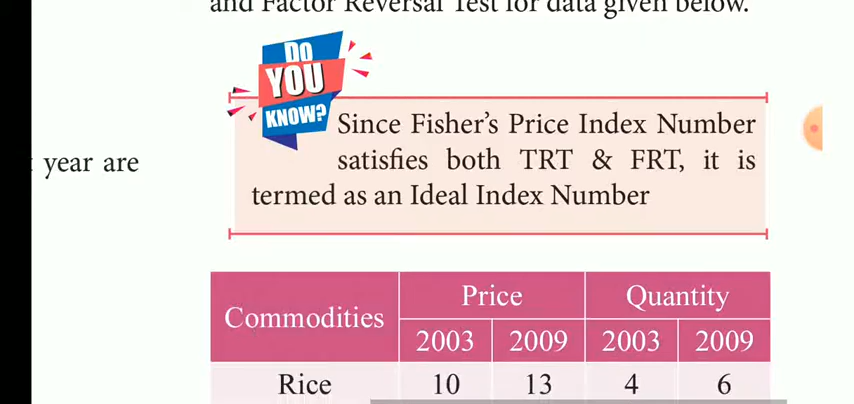 and Factor Reversal Test for data given below.
DO
YOU
KNOW?
Since Fisher's Price Index Number
satisfies both TRT & FRT, it is
termed as an Ideal Index Number
year are
Commodities Price Quantity
2003 2009 2003 2009
Rice 10 13 4 6